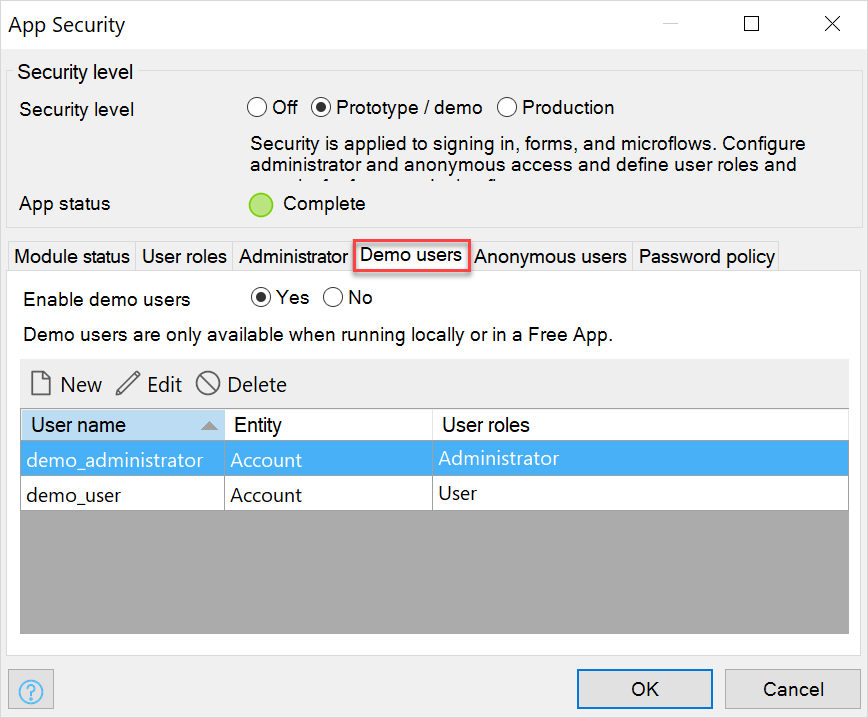 App Security
Security level
Security level
Off
Prototype / demo
Production
Security is applied to signing in, forms, and microflows. Configure
administrator and anonymous access and define user roles and
App status
Complete
Module status
User roles
Administrator
Demo users
Anonymous users
Password policy
Enable demo users
Yes
No
Demo users are only available when running locally or in a Free App.
New
Edit
Delete
User name
Entity
User roles
demo_administrator
Account
Administrator
demo_user
Account
User
?
OK
Cancel